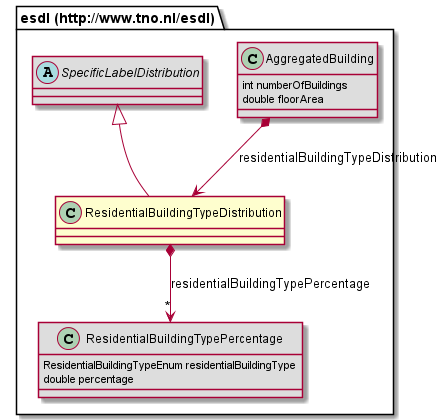 esdl (http://www.tno.nl/esdl)
A SpecificLabelDistribution
C AggregatedBuilding
int numberOfBuildings
double floorArea
residentialBuildingTypeDistribution
C ResidentialBuildingTypeDistribution
residentialBuildingTypePercentage
*
C ResidentialBuildingTypePercentage
ResidentialBuildingTypeEnum residentialBuildingType
double percentage